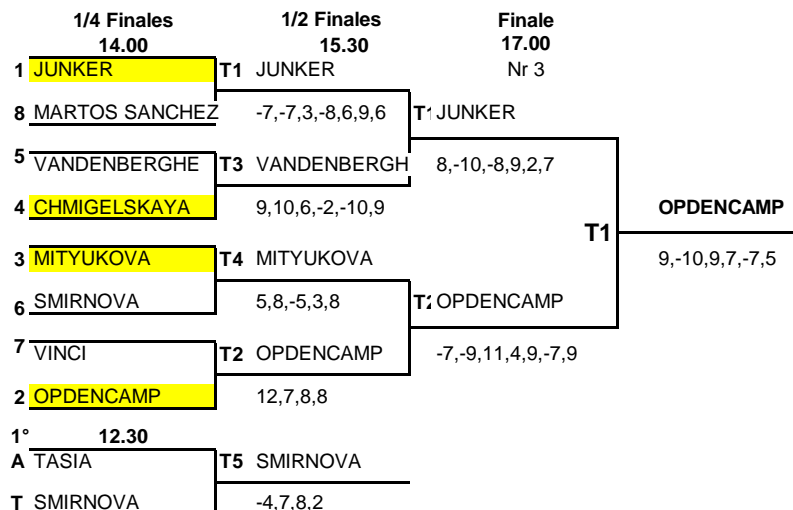 1/4 Finales 1/2 Finales Finale
14.00 15.30 17.00
1 JUNKER T1 JUNKER Nr 3
8 MARTOS SANCHEZ -7,-7,3,-8,6,9,6 T1 JUNKER
5 VANDENBERGHE T3 VANDENBERGH 8,-10,-8,9,2,7
4 CHMIGELSKAYA 9,10,6,-2,-10,9 OPDENCAMP
T1
3 MITYUKOVA T4 MITYUKOVA 9,-10,9,7,-7,5
6 SMIRNOVA 5,8,-5,3,8 T2 OPDENCAMP
7 VINCI T2 OPDENCAMP -7,-9,11,4,9,-7,9
2 OPDENCAMP 12,7,8,8
1° 12.30
A TASIA T5 SMIRNOVA
T SMIRNOVA -4,7,8,2